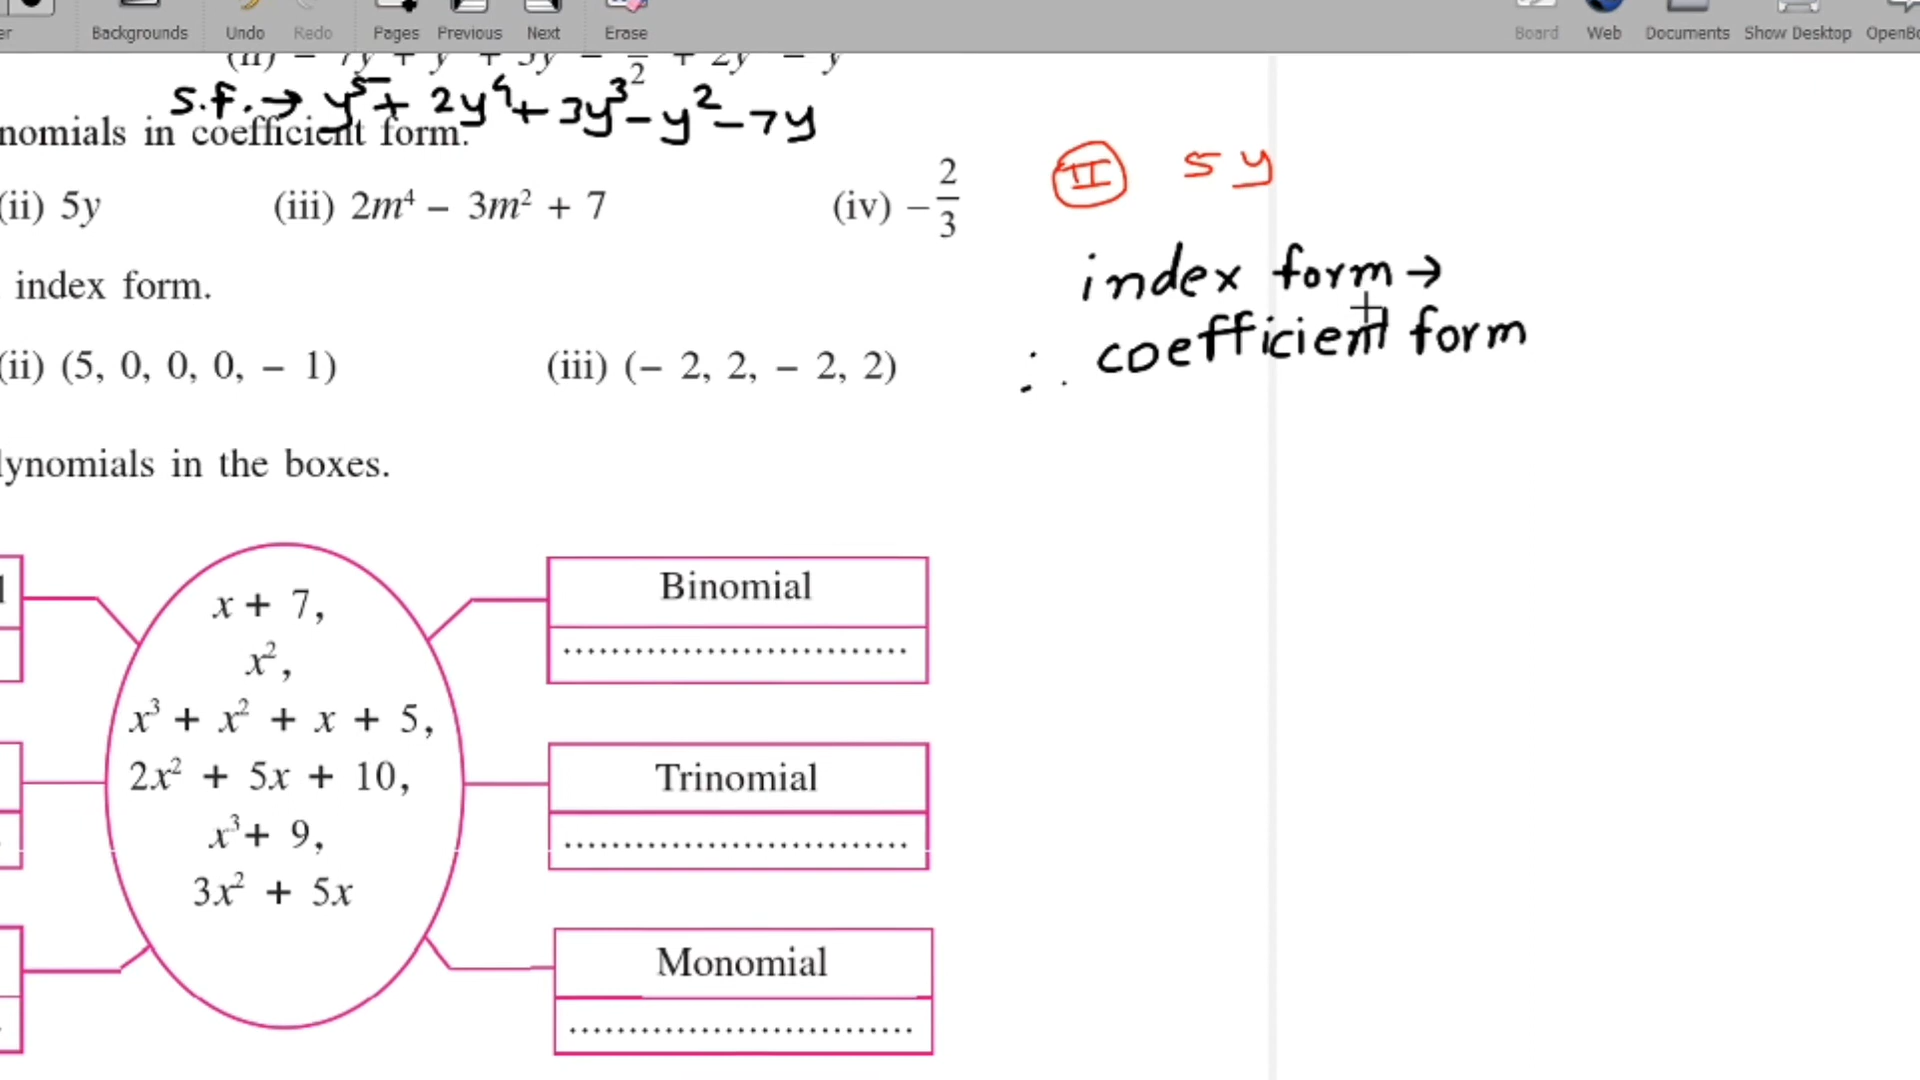 Backgrounds Undo Redo Pages Previous Next Erase Board Web Documents Show Desktop
s.f. → y⁵ + 2y⁴ + 3y³ − y² − 7y
nomials in coefficient form.
(ii) 5y (iii) 2m⁴ – 3m² + 7 (iv) –2/3
II 5y
index form.
index form →
∴ coefficient form
(ii) (5, 0, 0, 0, – 1) (iii) (– 2, 2, – 2, 2)
lynomials in the boxes.
x + 7,
x²,
x³ + x² + x + 5,
2x² + 5x + 10,
x³ + 9,
3x² + 5x
Binomial
..............................
Trinomial
..............................
Monomial
..............................